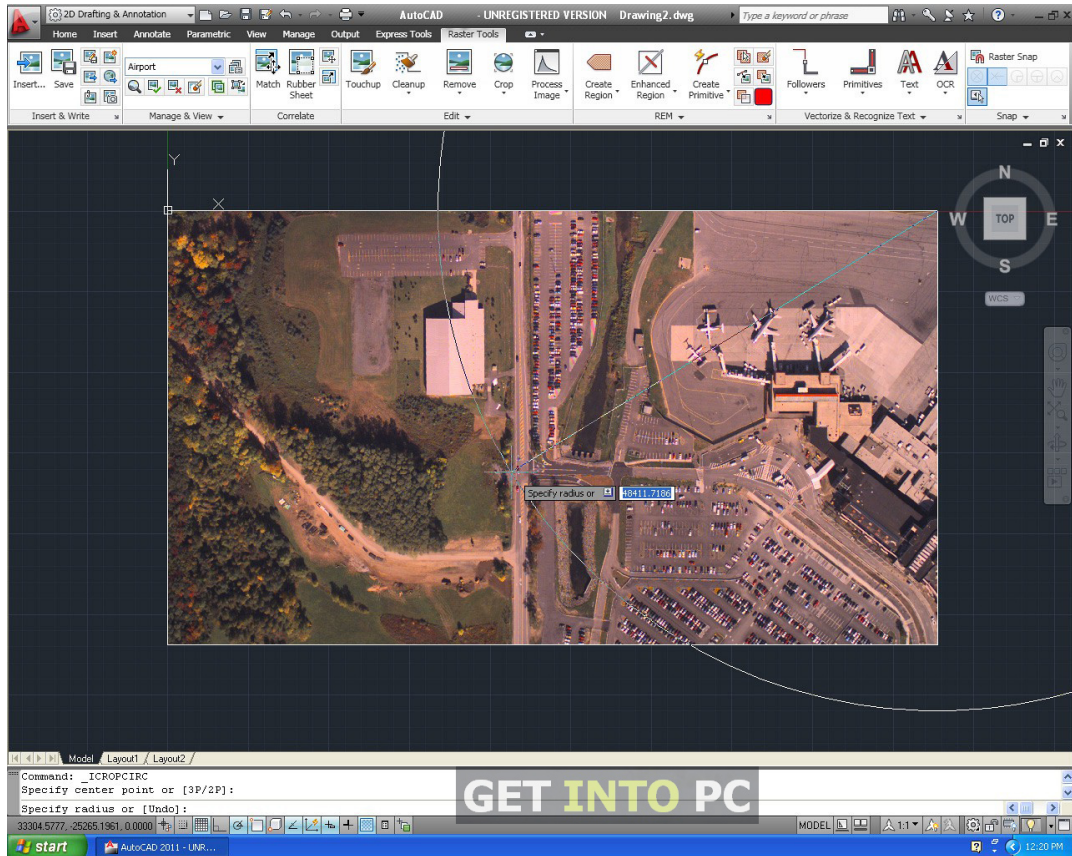 2D Drafting & Annotation AutoCAD - UNREGISTERED VERSION Drawing2.dwg Type a keyword or phrase
Home Insert Annotate Parametric View Manage Output Express Tools Raster Tools
Airport Raster Snap
Insert... Save Match Rubber Sheet Touchup Cleanup Remove Crop Process Image Create Region Enhanced Region Create Primitive Followers Primitives Text OCR
Insert & Write Manage & View Correlate Edit REM Vectorize & Recognize Text Snap
Y
X
N
W TOP E
S
WCS
Specify radius or 48411.7186
Model Layout1 Layout2
Command: _ICROPCIRC
Specify center point or [3P/2P]:
Specify radius or [Undo]:
GET INTO PC
33304.5777, -25265.1961, 0.0000 MODEL 1:1
start AutoCAD 2011 - UNR... 12:20 PM